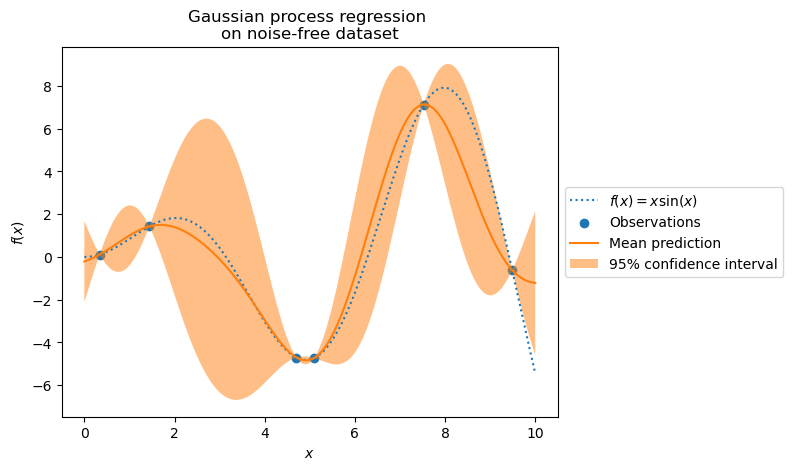 Gaussian process regression
on noise-free dataset
f(x)
8
6
4
2
0
−2
−4
−6
0 2 4 6 8 10
x
f(x) = x sin(x)
Observations
Mean prediction
95% confidence interval